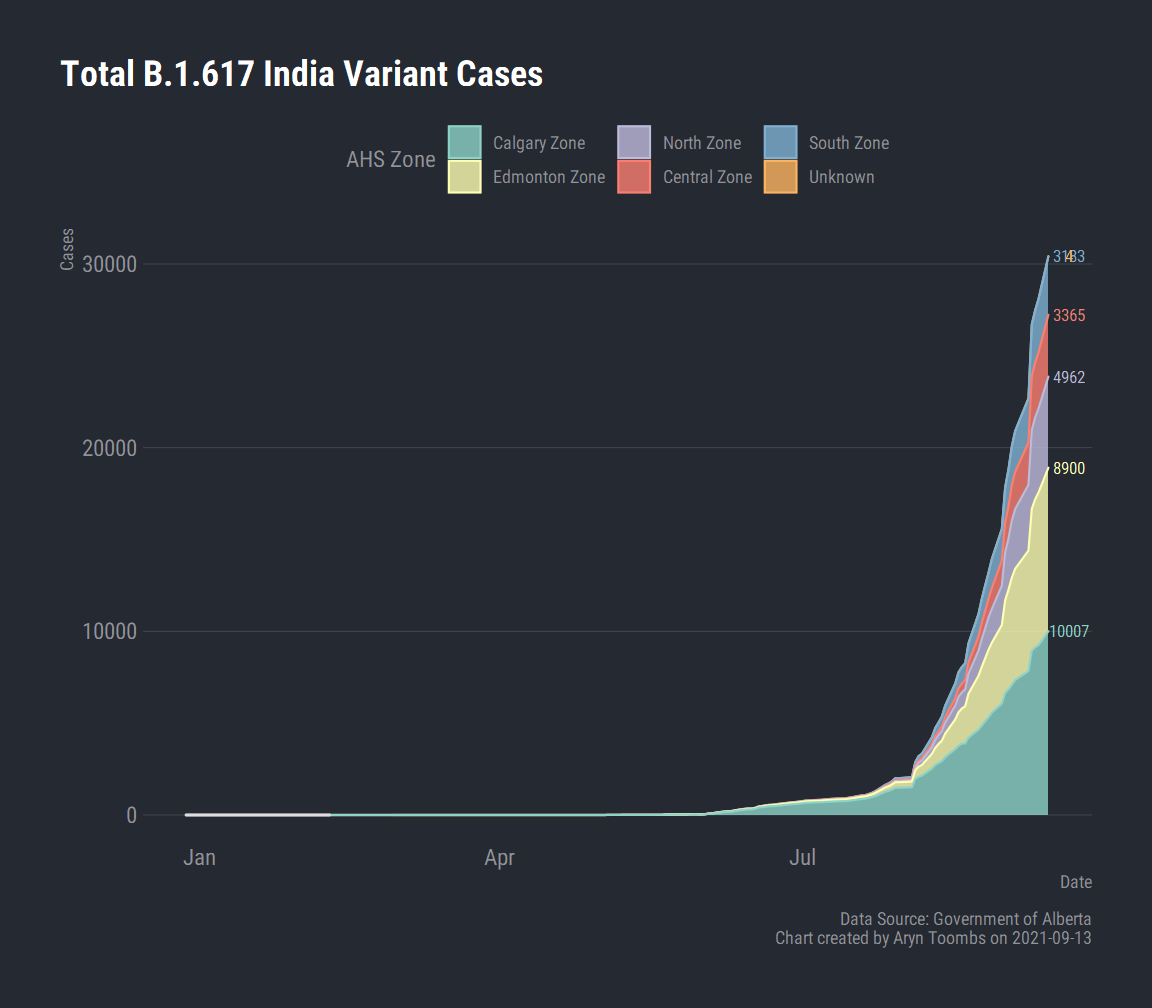 Total B.1.617 India Variant Cases
AHS Zone
Calgary Zone
North Zone
South Zone
Edmonton Zone
Central Zone
Unknown
Cases
30000
20000
10000
0
3183
4
3365
4962
8900
10007
Jan
Apr
Jul
Date
Data Source: Government of Alberta
Chart created by Aryn Toombs on 2021-09-13